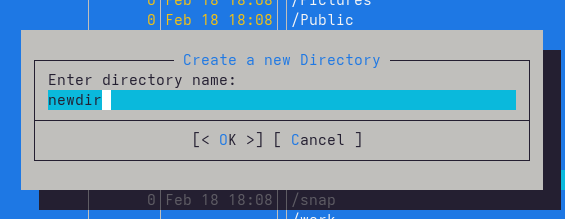 0 Feb 18 18:08 /Pictures
0 Feb 18 18:08 /Public
Create a new Directory
Enter directory name:
newdir
[< OK >] [ Cancel ]
0 Feb 18 18:08 /snap
/work